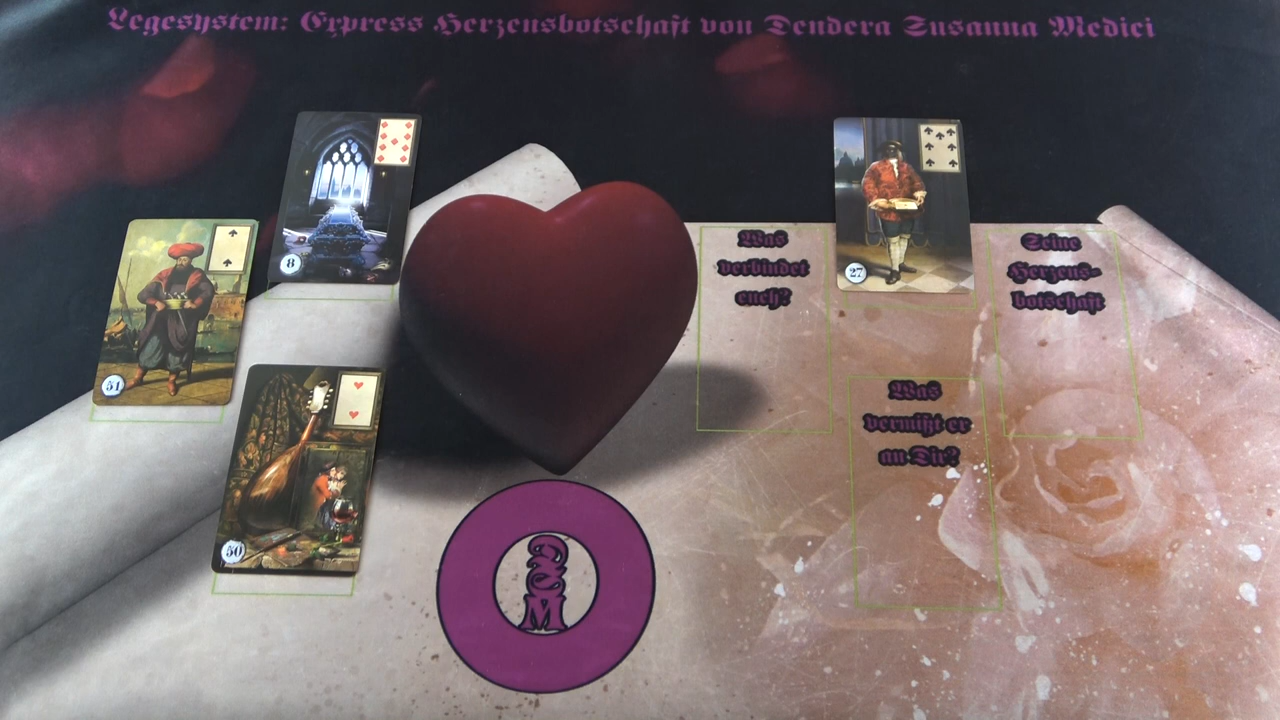 Legesystem: Express Herzensbotschaft von Dendera Susanna Medici
8
51
50
27
Was
verbindet
euch?
Seine
Herzens-
botschaft
Was
vermißt er
an Dir?
DSM